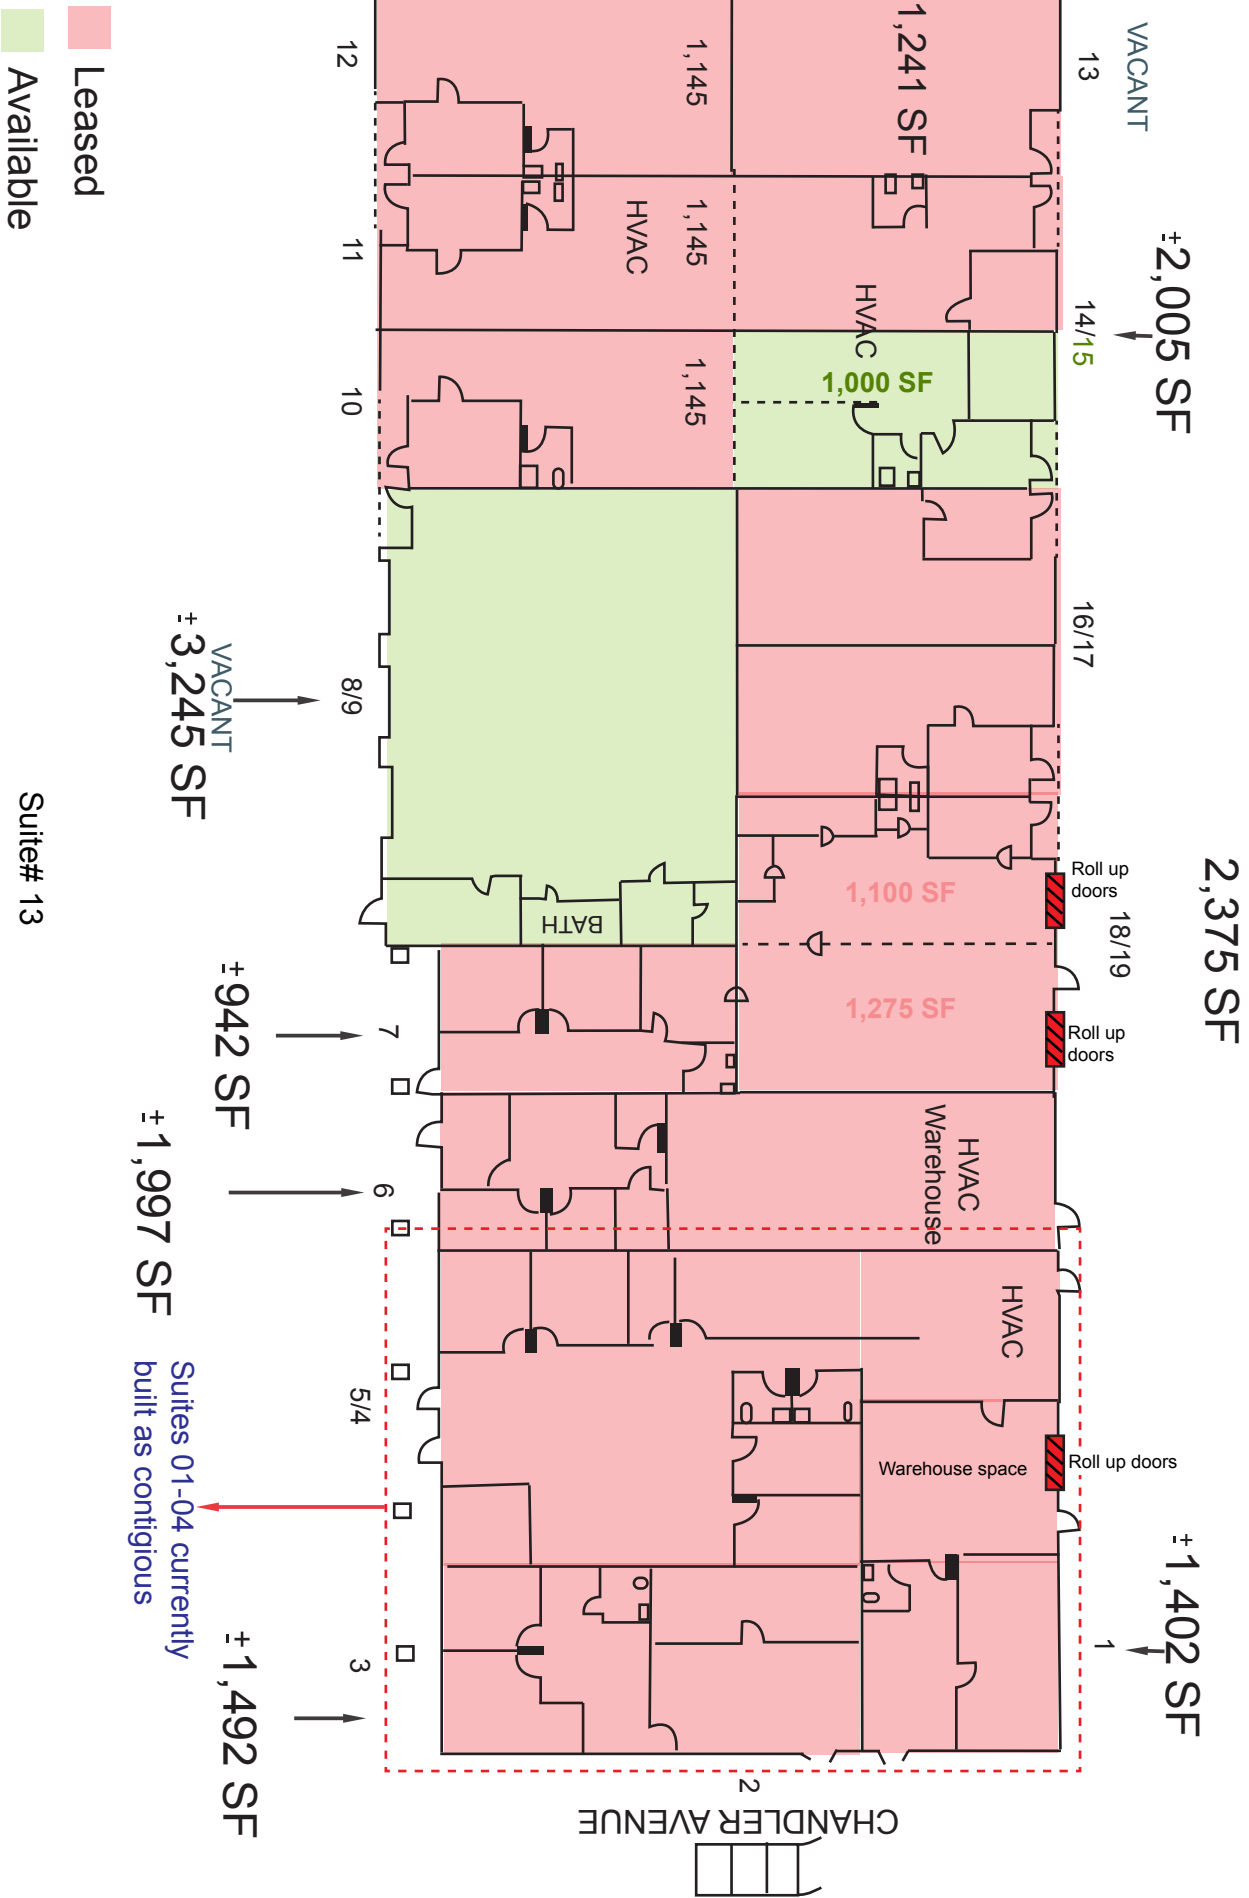 Leased
Available
VACANT
13
12
1,145
1,241 SF
11
HVAC
1,145
±2,005 SF
14/15
HVAC
1,000 SF
10
1,145
16/17
8/9
VACANT
±3,245 SF
Suite# 13
BATH
2,375 SF
Roll up
doors
18/19
1,100 SF
1,275 SF
Roll up
doors
7
±942 SF
6
±1,997 SF
HVAC
Warehouse
HVAC
5/4
Warehouse space
Roll up doors
Suites 01-04 currently
built as contigious
±1,402 SF
1
3
±1,492 SF
2
CHANDLER AVENUE